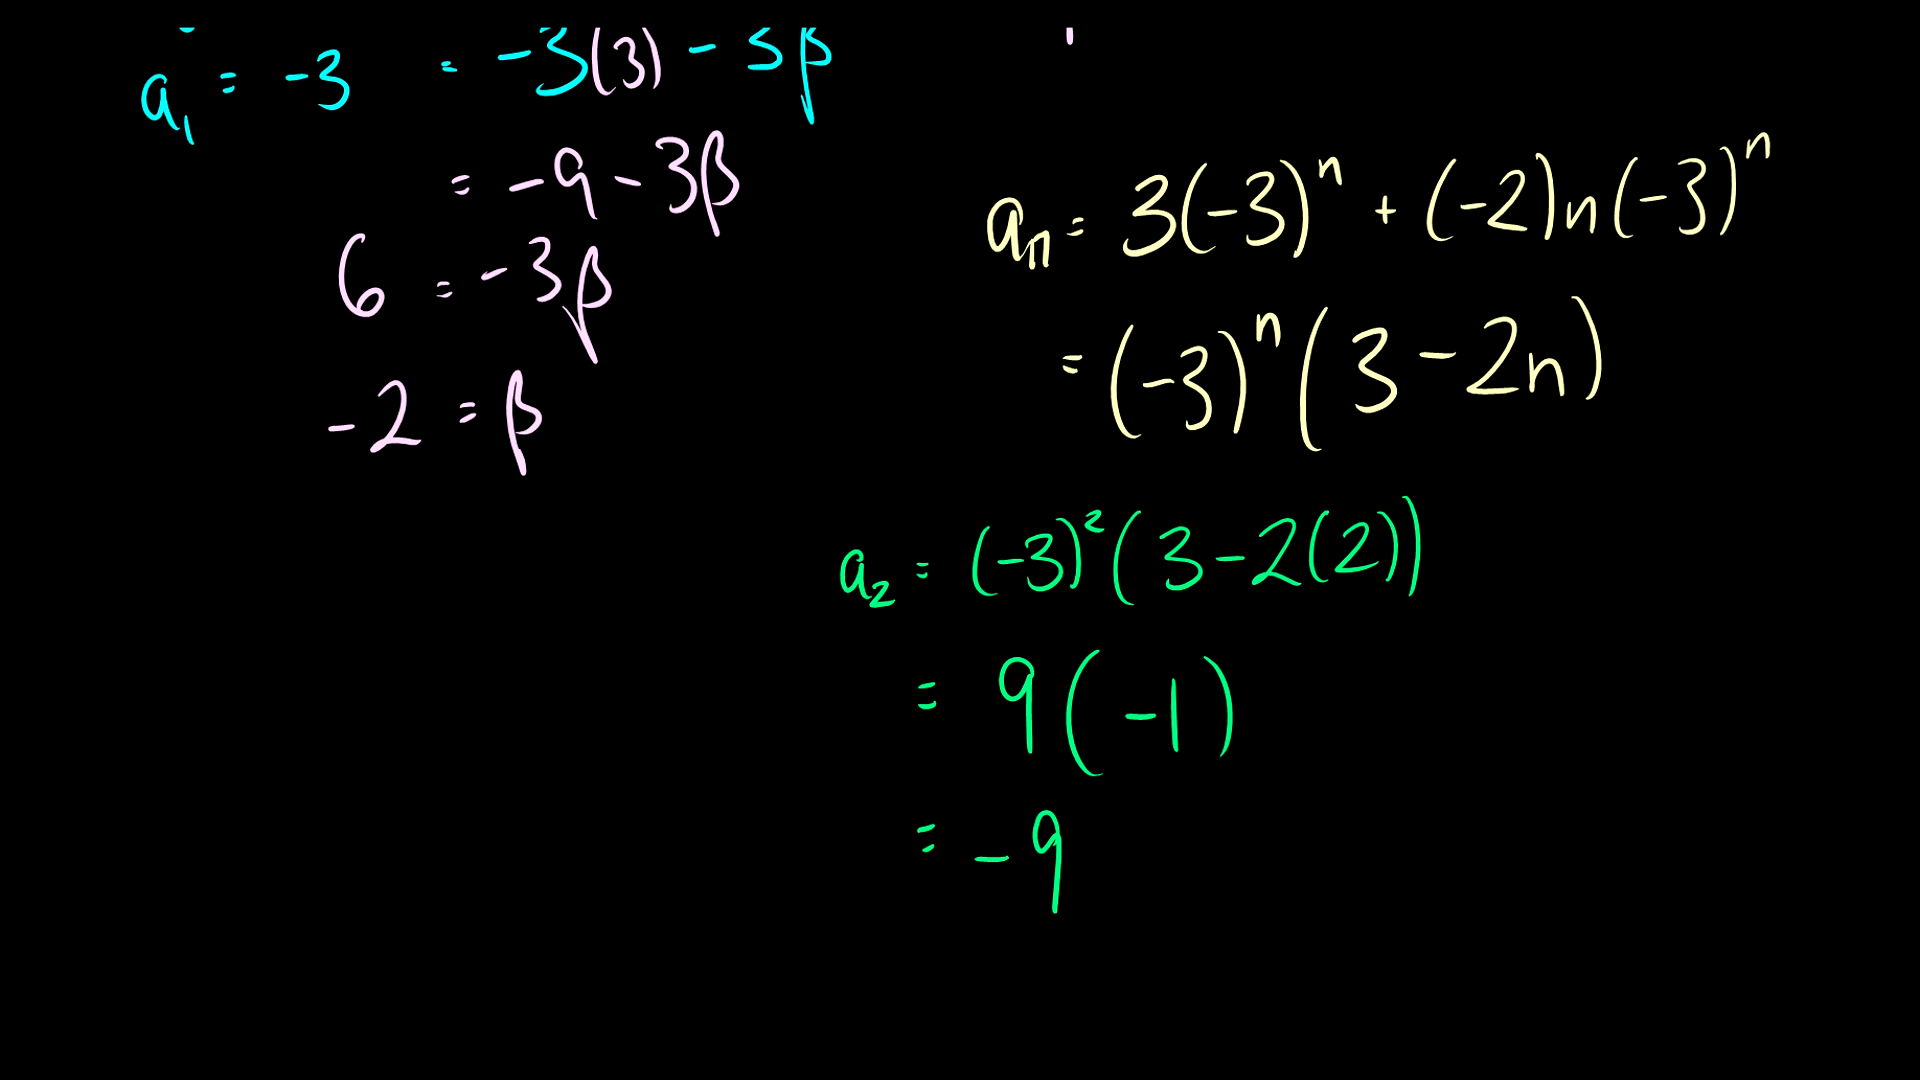 a₁ = -3 = -3(3) - 3β
= -9 - 3β
6 = -3β
-2 = β
aₙ = 3(-3)ⁿ + (-2)n(-3)ⁿ
= (-3)ⁿ(3 - 2n)
a₂ = (-3)²(3 - 2(2))
= 9(-1)
= -9